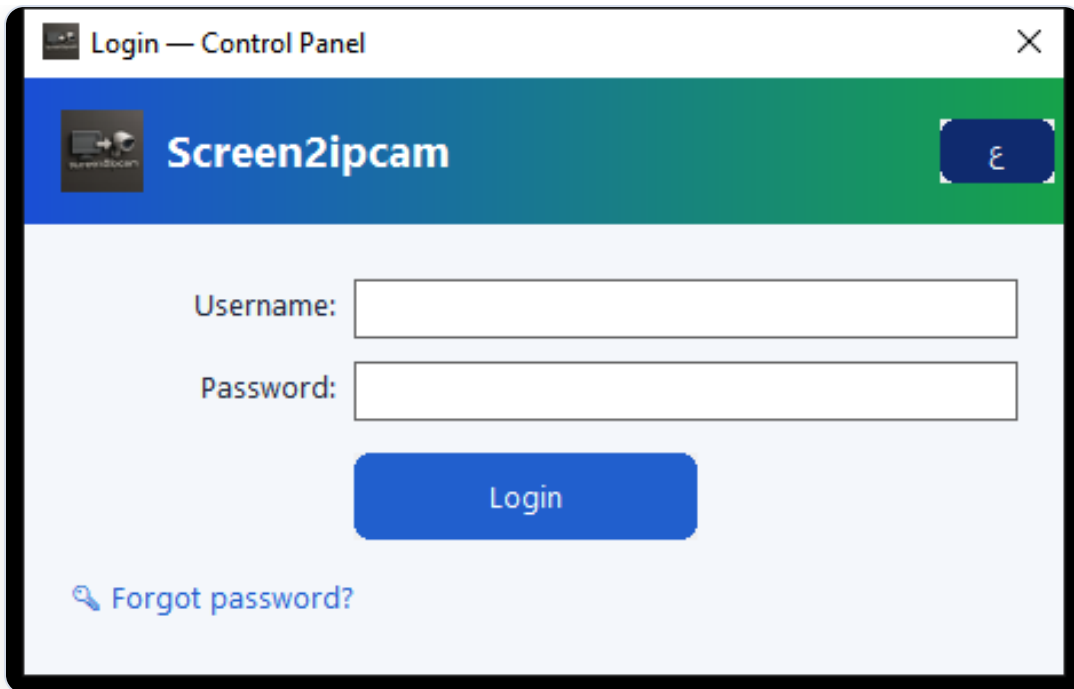 Login — Control Panel
Screen2ipcam
ع
Username:
Password:
Login
Forgot password?